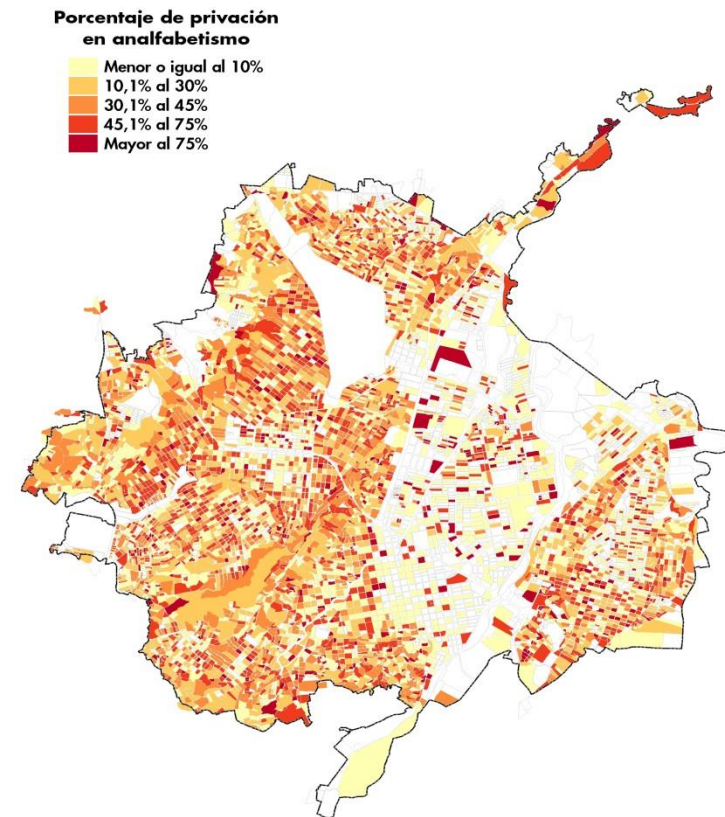 Porcentaje de privación
en analfabetismo
Menor o igual al 10%
10,1% al 30%
30,1% al 45%
45,1% al 75%
Mayor al 75%